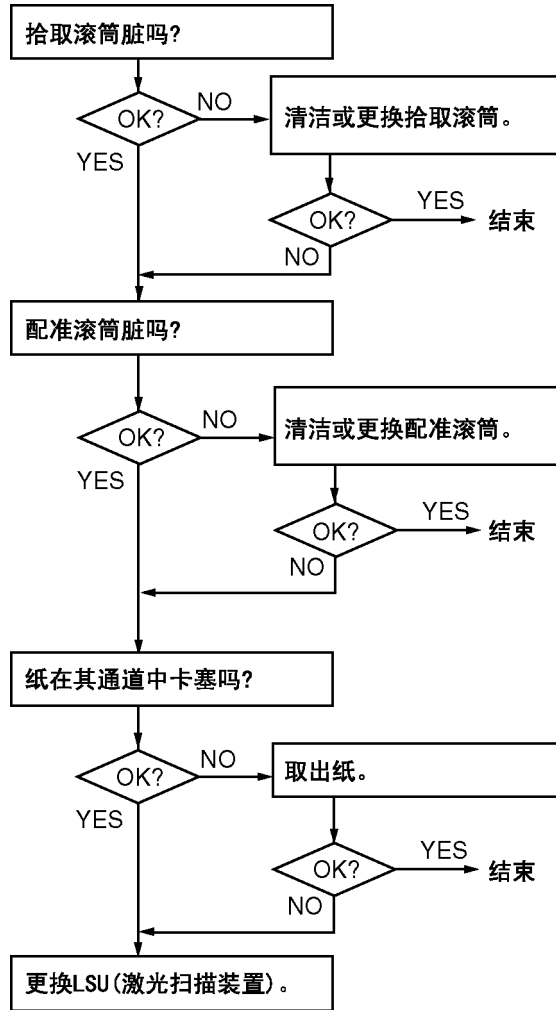 拾取滚筒脏吗?
OK?
NO
清洁或更换拾取滚筒。
YES
OK?
YES
结束
NO
配准滚筒脏吗?
OK?
NO
清洁或更换配准滚筒。
YES
OK?
YES
结束
NO
纸在其通道中卡塞吗?
OK?
NO
取出纸。
YES
OK?
YES
结束
NO
更换LSU(激光扫描装置)。